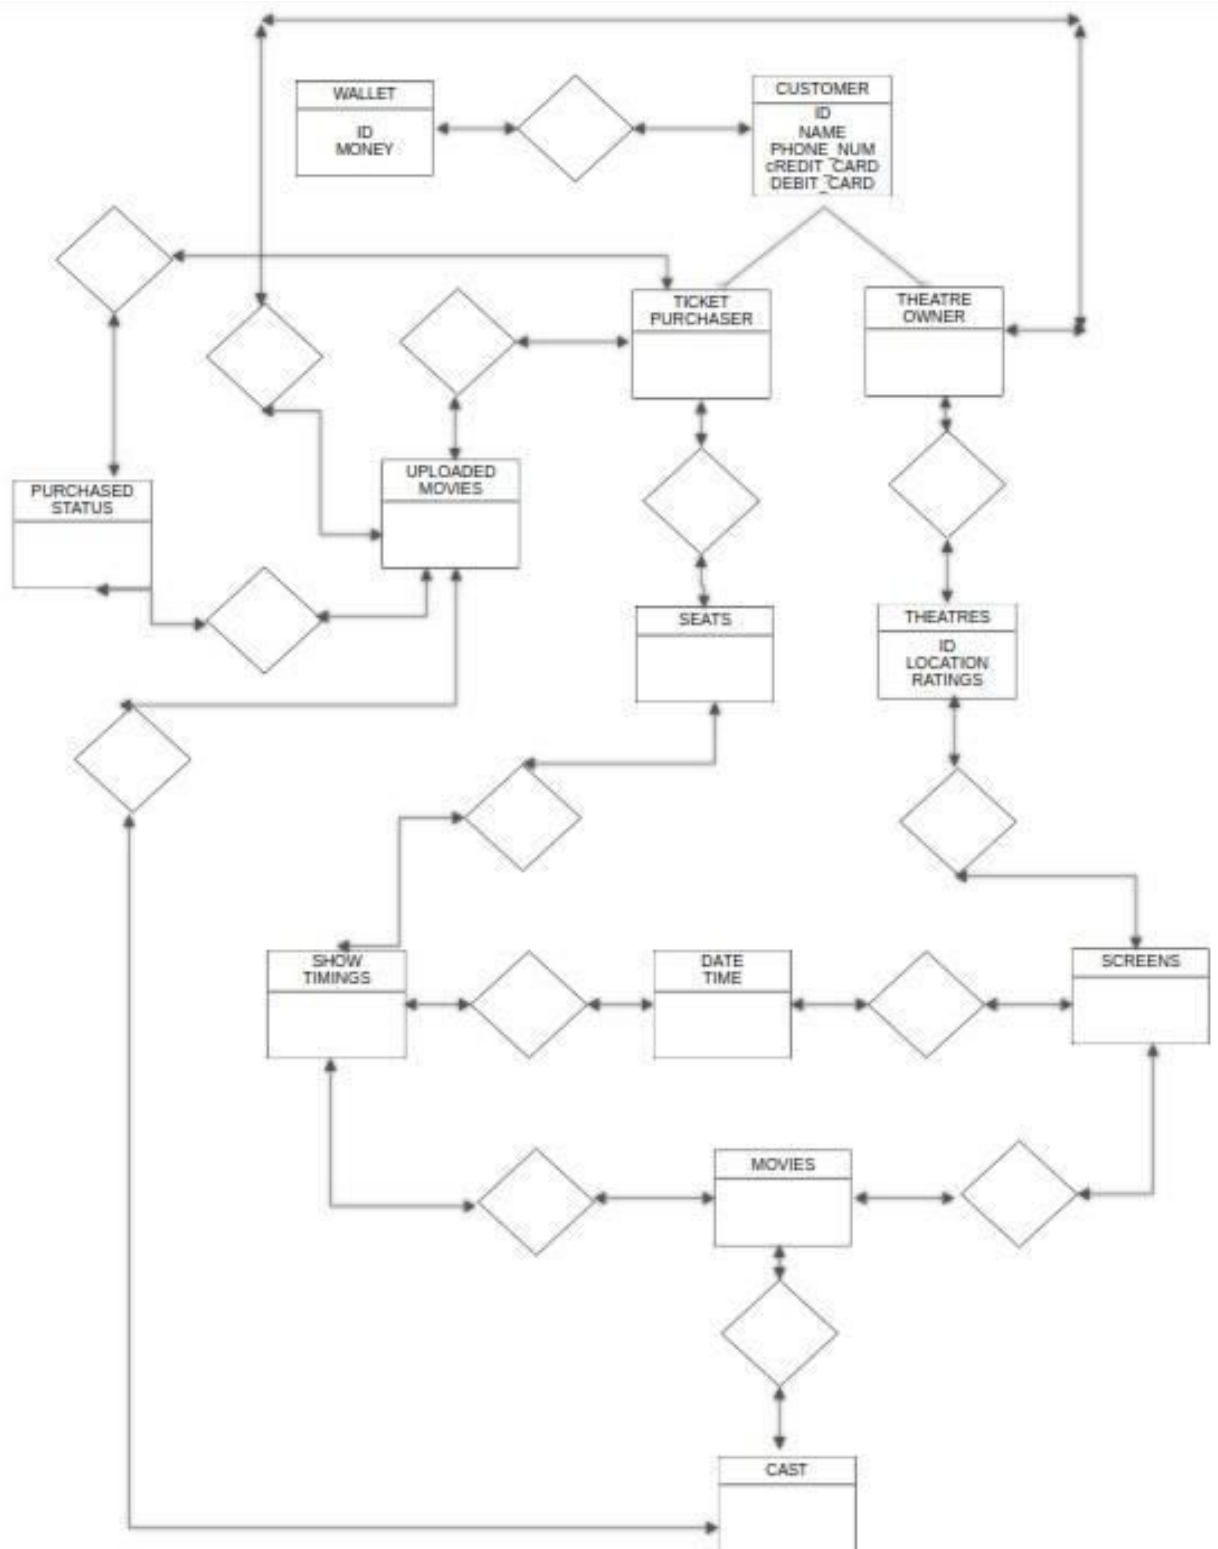 WALLET
ID
MONEY
CUSTOMER
ID
NAME
PHONE_NUM
cREDIT_CARD
DEBIT_CARD
TICKET
PURCHASER
THEATRE
OWNER
PURCHASED
STATUS
UPLOADED
MOVIES
SEATS
THEATRES
ID
LOCATION
RATINGS
SHOW
TIMINGS
DATE
TIME
SCREENS
MOVIES
CAST